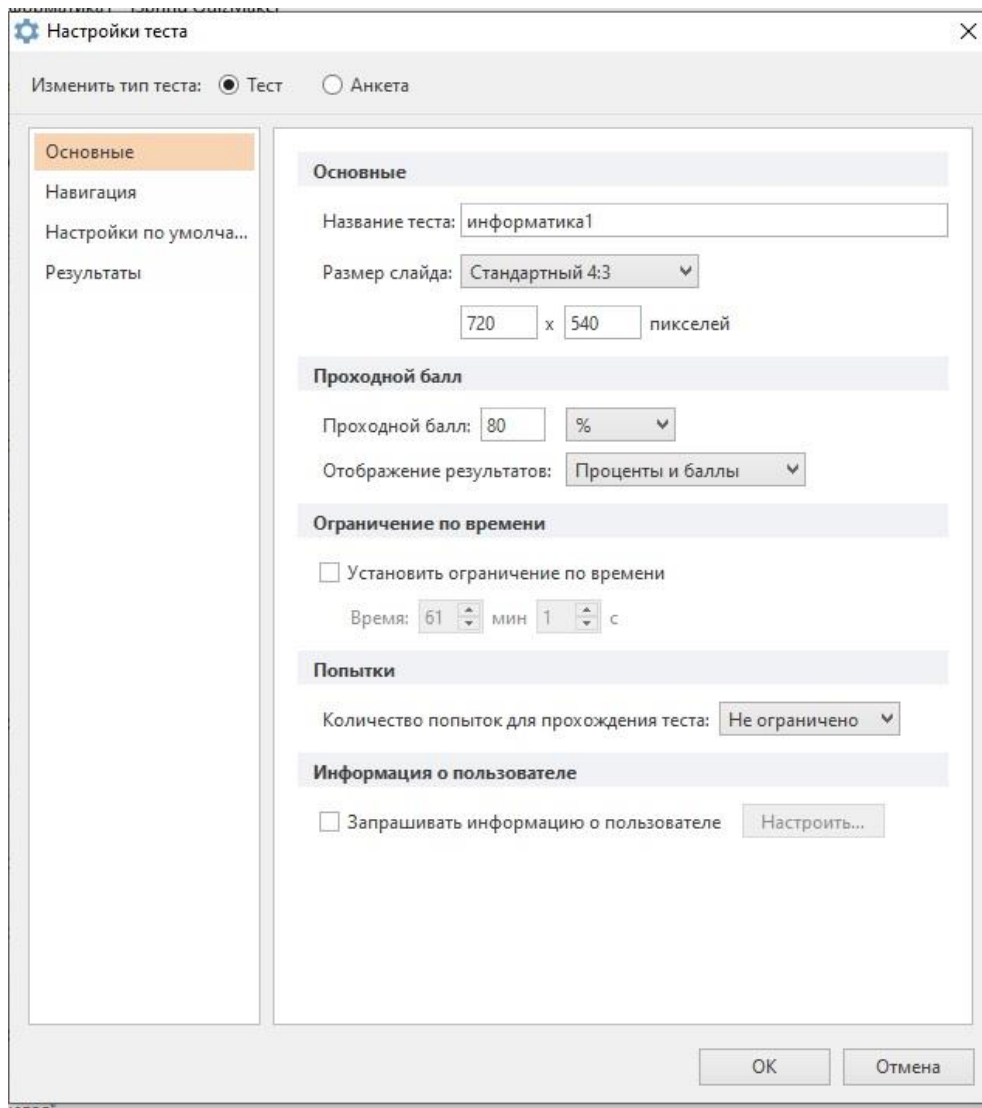 Настройки теста
Изменить тип теста: Тест Анкета
Основные
Навигация
Настройки по умолча...
Результаты
Основные
Название теста: информатика1
Размер слайда: Стандартный 4:3
720 x 540 пикселей
Проходной балл
Проходной балл: 80 %
Отображение результатов: Проценты и баллы
Ограничение по времени
Установить ограничение по времени
Время: 61 мин 1 с
Попытки
Количество попыток для прохождения теста: Не ограничено
Информация о пользователе
Запрашивать информацию о пользователе Настроить...
ОК Отмена